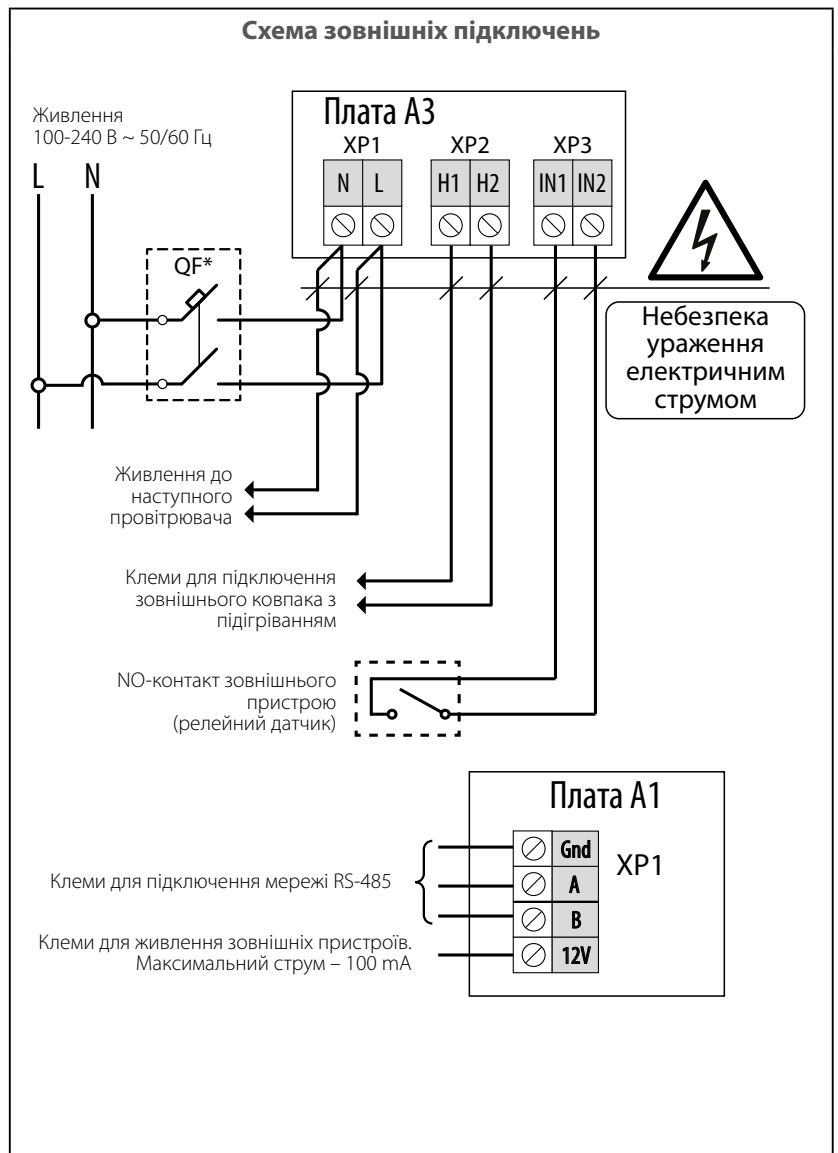 Схема зовнішніх підключень
Живлення
100-240 В ~ 50/60 Гц
L N
QF*
Плата А3
XP1 XP2 XP3
N L H1 H2 IN1 IN2
Небезпека
ураження
електричним
струмом
Живлення до
наступного
провітрювача
Клеми для підключення
зовнішнього ковпака з
підігріванням
NO-контакт зовнішнього
пристрою
(релейний датчик)
Плата А1
XP1
Gnd
A
B
12V
Клеми для підключення мережі RS-485
Клеми для живлення зовнішніх пристроїв.
Максимальний струм – 100 mA